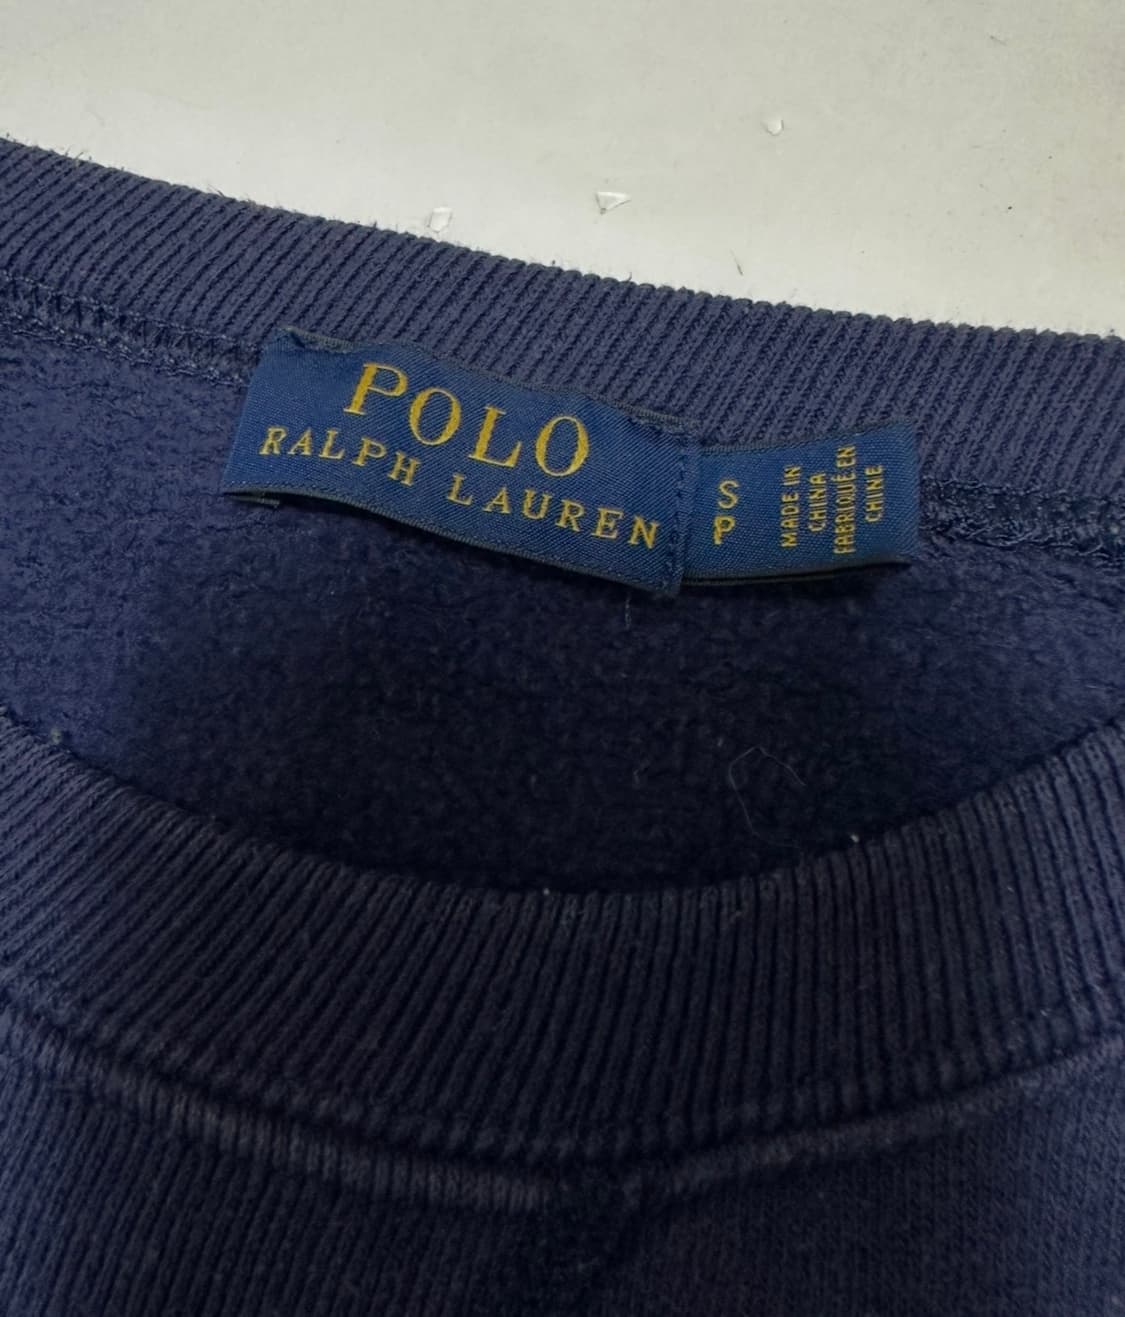 POLO
RALPH LAUREN
S
P
MADE IN
CHINA
FABRIQUÉ EN
CHINE